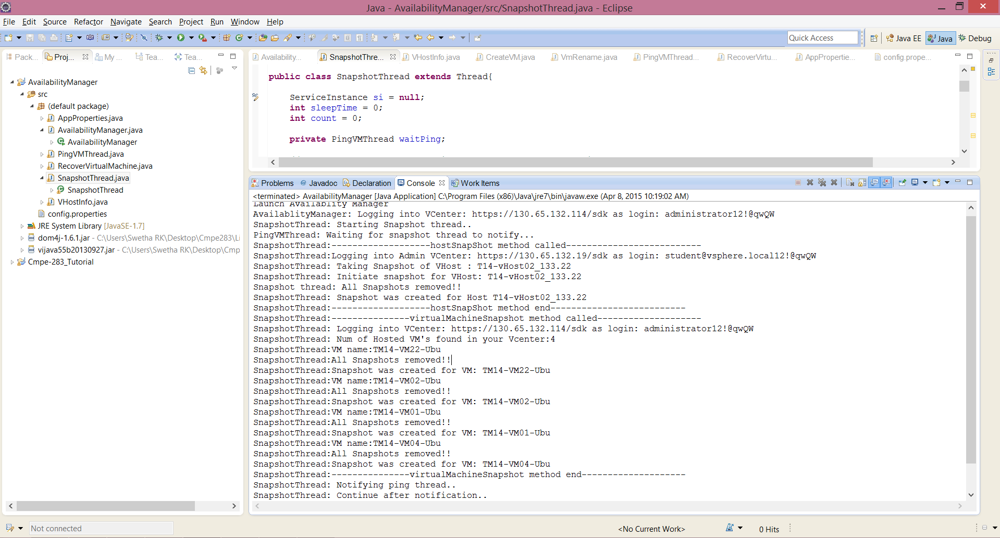 Java - AvailabilityManager/src/SnapshotThread.java - Eclipse
File Edit Source Refactor Navigate Search Project Run Window Help
Quick Access
Java EE Java Debug
Pack... Proj... My ... Tea... Tea...
AvailabilityManager
src
(default package)
AppProperties.java
AvailabilityManager.java
AvailabilityManager
PingVMThread.java
RecoverVirtualMachine.java
SnapshotThread.java
SnapshotThread
VHostInfo.java
config.properties
JRE System Library [JavaSE-1.7]
dom4j-1.6.1.jar - C:\Users\Swetha RK\Desktop\Cmpe283\Li
vijava55b20130927.jar - C:\Users\Swetha RK\Desktop\Cmp
Cmpe-283_Tutorial
Availability... SnapshotThre... VHostInfo.java CreateVM.java VmRename.java PingVMThread... RecoverVirtu... AppPropertie... config.prope...
public class SnapshotThread extends Thread{
ServiceInstance si = null;
int sleepTime = 0;
int count = 0;
private PingVMThread waitPing;
Problems @ Javadoc Declaration Console Work Items
<terminated> AvailabilityManager [Java Application] C:\Program Files (x86)\Java\jre7\bin\javaw.exe (Apr 8, 2015 10:19:02 AM)
Launch Availablity Manager
AvailablityManager: Logging into VCenter: https://130.65.132.114/sdk as login: administrator12!@qwQW
SnapshotThread: Starting Snapshot thread..
PingVMThread: Waiting for snapshot thread to notify...
SnapshotThread:-------------------hostSnapShot method called--------------------------
SnapshotThread:Logging into Admin VCenter: https://130.65.132.19/sdk as login: student@vsphere.local12!@qwQW
SnapshotThread: Taking Snapshot of VHost : T14-vHost02_133.22
SnapshotThread: Initiate snapshot for VHost: T14-vHost02_133.22
Snapshot thread: All Snapshots removed!!
SnapshotThread: Snapshot was created for Host T14-vHost02_133.22
SnapshotThread:-------------------hostSnapShot method end--------------------------
SnapshotThread:---------------virtualMachineSnapshot method called--------------------
SnapshotThread: Logging into VCenter: https://130.65.132.114/sdk as login: administrator12!@qwQW
SnapshotThread: Num of Hosted VM's found in your Vcenter:4
SnapshotThread:VM name:TM14-VM22-Ubu
SnapshotThread:All Snapshots removed!!
SnapshotThread:Snapshot was created for VM: TM14-VM22-Ubu
SnapshotThread:VM name:TM14-VM02-Ubu
SnapshotThread:All Snapshots removed!!
SnapshotThread:Snapshot was created for VM: TM14-VM02-Ubu
SnapshotThread:VM name:TM14-VM01-Ubu
SnapshotThread:All Snapshots removed!!
SnapshotThread:Snapshot was created for VM: TM14-VM01-Ubu
SnapshotThread:VM name:TM14-VM04-Ubu
SnapshotThread:All Snapshots removed!!
SnapshotThread:Snapshot was created for VM: TM14-VM04-Ubu
SnapshotThread:---------------virtualMachineSnapshot method end--------------------
SnapshotThread: Notifying ping thread..
SnapshotThread: Continue after notification..
Not connected
<No Current Work>
0 Hits